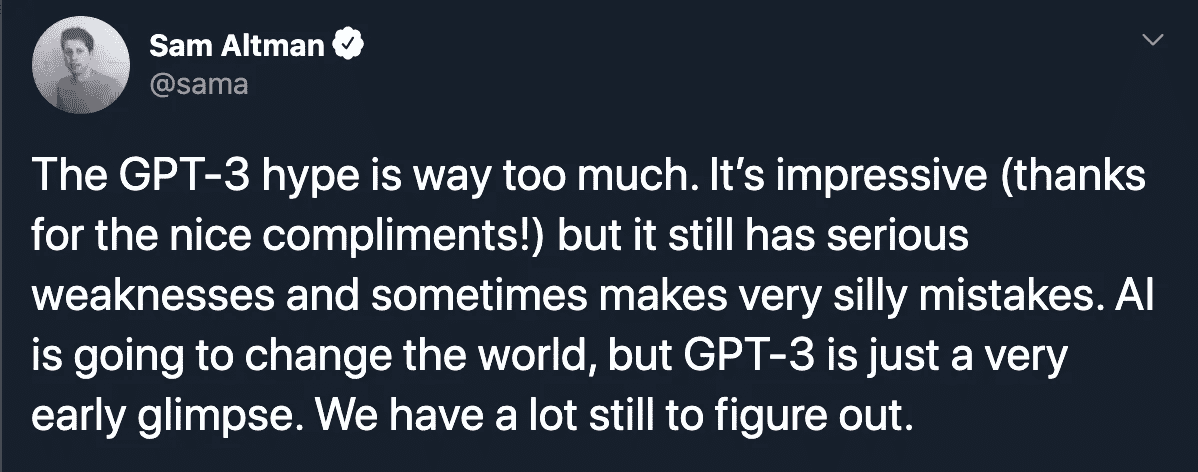 Sam Altman
@sama
The GPT-3 hype is way too much. It’s impressive (thanks
for the nice compliments!) but it still has serious
weaknesses and sometimes makes very silly mistakes. AI
is going to change the world, but GPT-3 is just a very
early glimpse. We have a lot still to figure out.